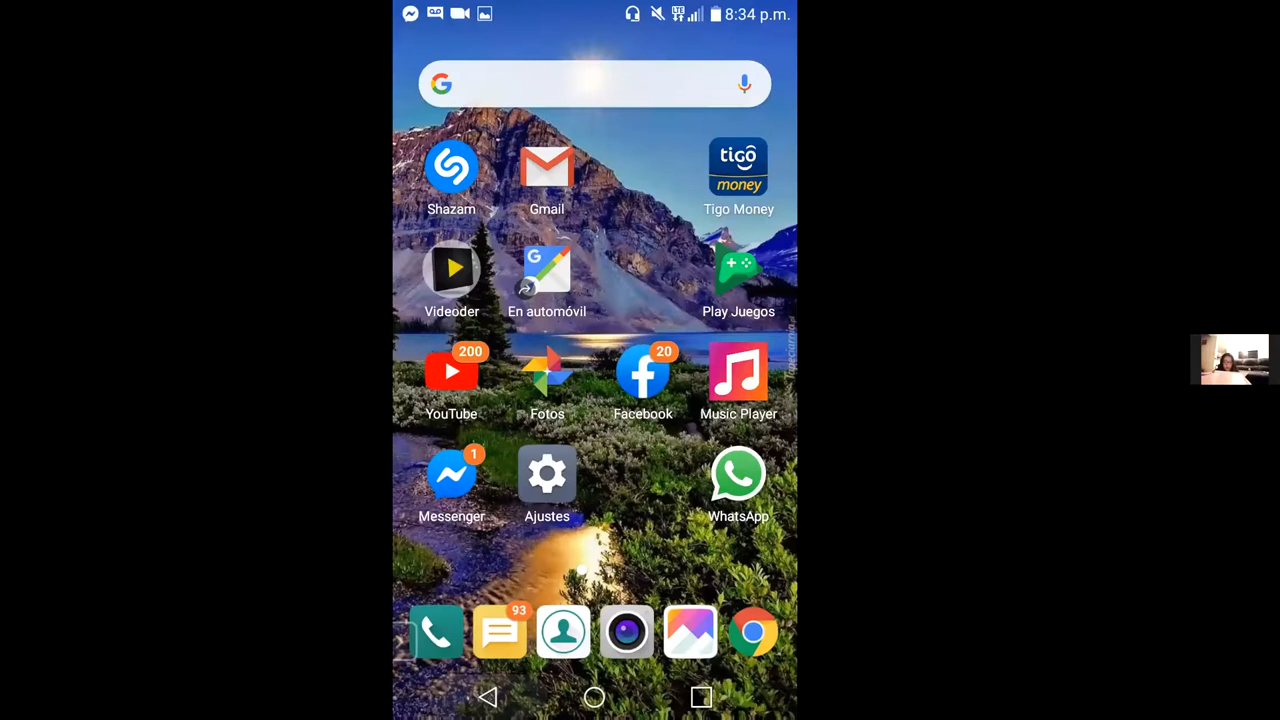 LTE 8:34 p.m.
G
tigo
money
Shazam Gmail Tigo Money
G
Videoder En automóvil Play Juegos
200 20
YouTube Fotos Facebook Music Player
1
Messenger Ajustes WhatsApp
93